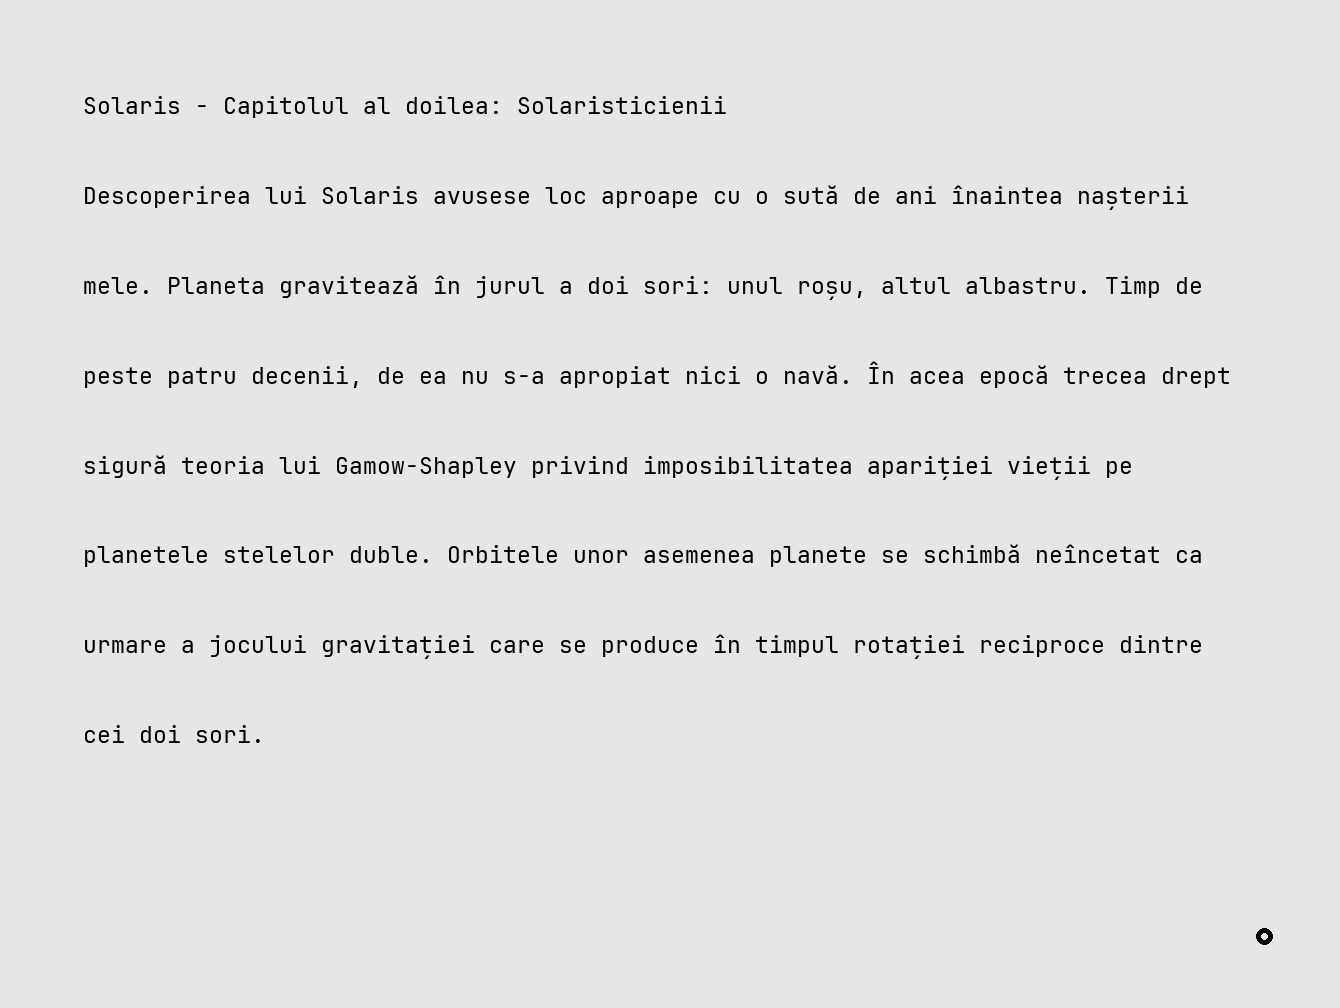 Solaris - Capitolul al doilea: Solaristicienii
Descoperirea lui Solaris avusese loc aproape cu o sută de ani înaintea nașterii
mele. Planeta gravitează în jurul a doi sori: unul roșu, altul albastru. Timp de
peste patru decenii, de ea nu s-a apropiat nici o navă. În acea epocă trecea drept
sigură teoria lui Gamow-Shapley privind imposibilitatea apariției vieții pe
planetele stelelor duble. Orbitele unor asemenea planete se schimbă neîncetat ca
urmare a jocului gravitației care se produce în timpul rotației reciproce dintre
cei doi sori.